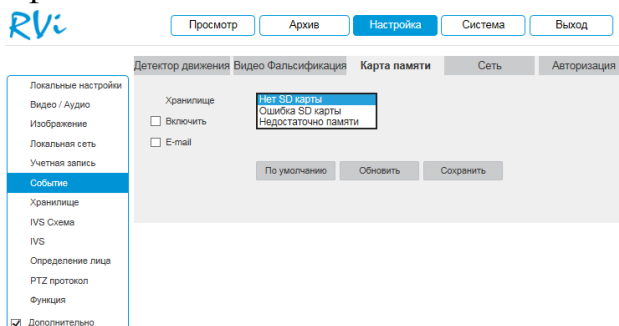 RVi
Просмотр Архив Настройка Система Выход
Детектор движения Видео Фальсификация Карта памяти Сеть Авторизация
Локальные настройки
Видео / Аудио
Изображение
Локальная сеть
Учетная запись
Событие
Хранилище
IVS Схема
IVS
Определение лица
PTZ протокол
Функция
Дополнительно
Хранилище
Нет SD карты
Ошибка SD карты
Недостаточно памяти
Включить
E-mail
По умолчанию Обновить Сохранить